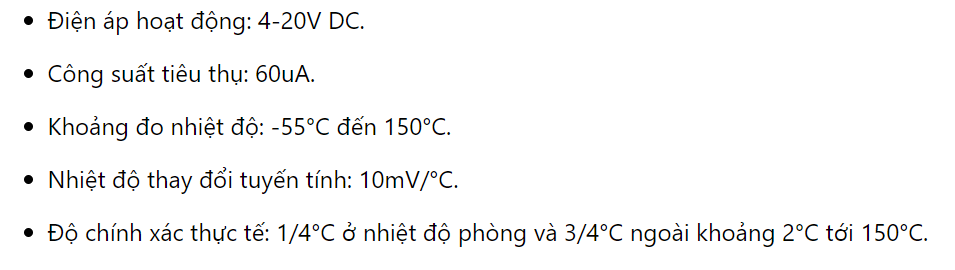 • Điện áp hoạt động: 4-20V DC.
• Công suất tiêu thụ: 60uA.
• Khoảng đo nhiệt độ: -55°C đến 150°C.
• Nhiệt độ thay đổi tuyến tính: 10mV/°C.
• Độ chính xác thực tế: 1/4°C ở nhiệt độ phòng và 3/4°C ngoài khoảng 2°C tới 150°C.